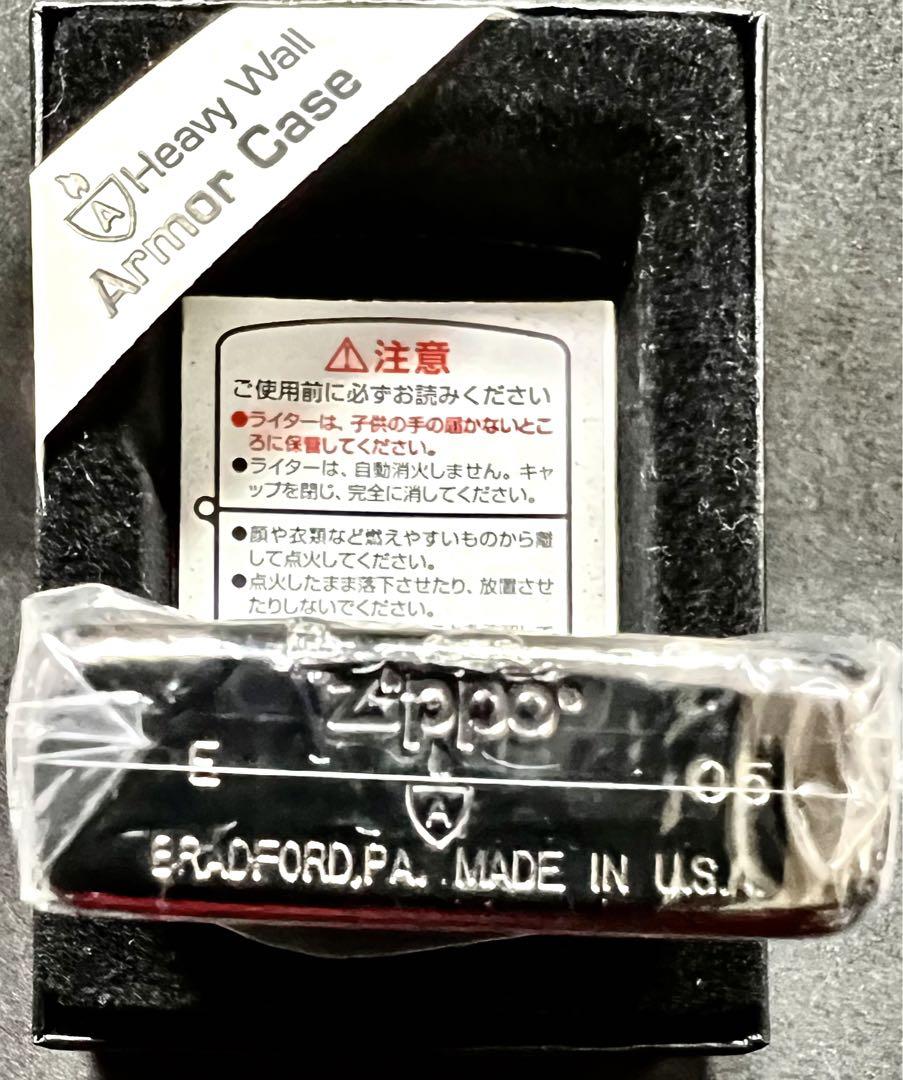 Heavy Wall
A
Armor Case
注意
ご使用前に必ずお読みください
●ライターは、子供の手の届かないとこ
ろに保管してください。
●ライターは、自動消火しません。キャ
ップを閉じ、完全に消してください。
●顔や衣類など燃えやすいものから離
して点火してください。
●点火したまま落下させたり、放置させ
たりしないでください。
Zippo
E 05
A
BRADFORD,PA. MADE IN U.S.A.